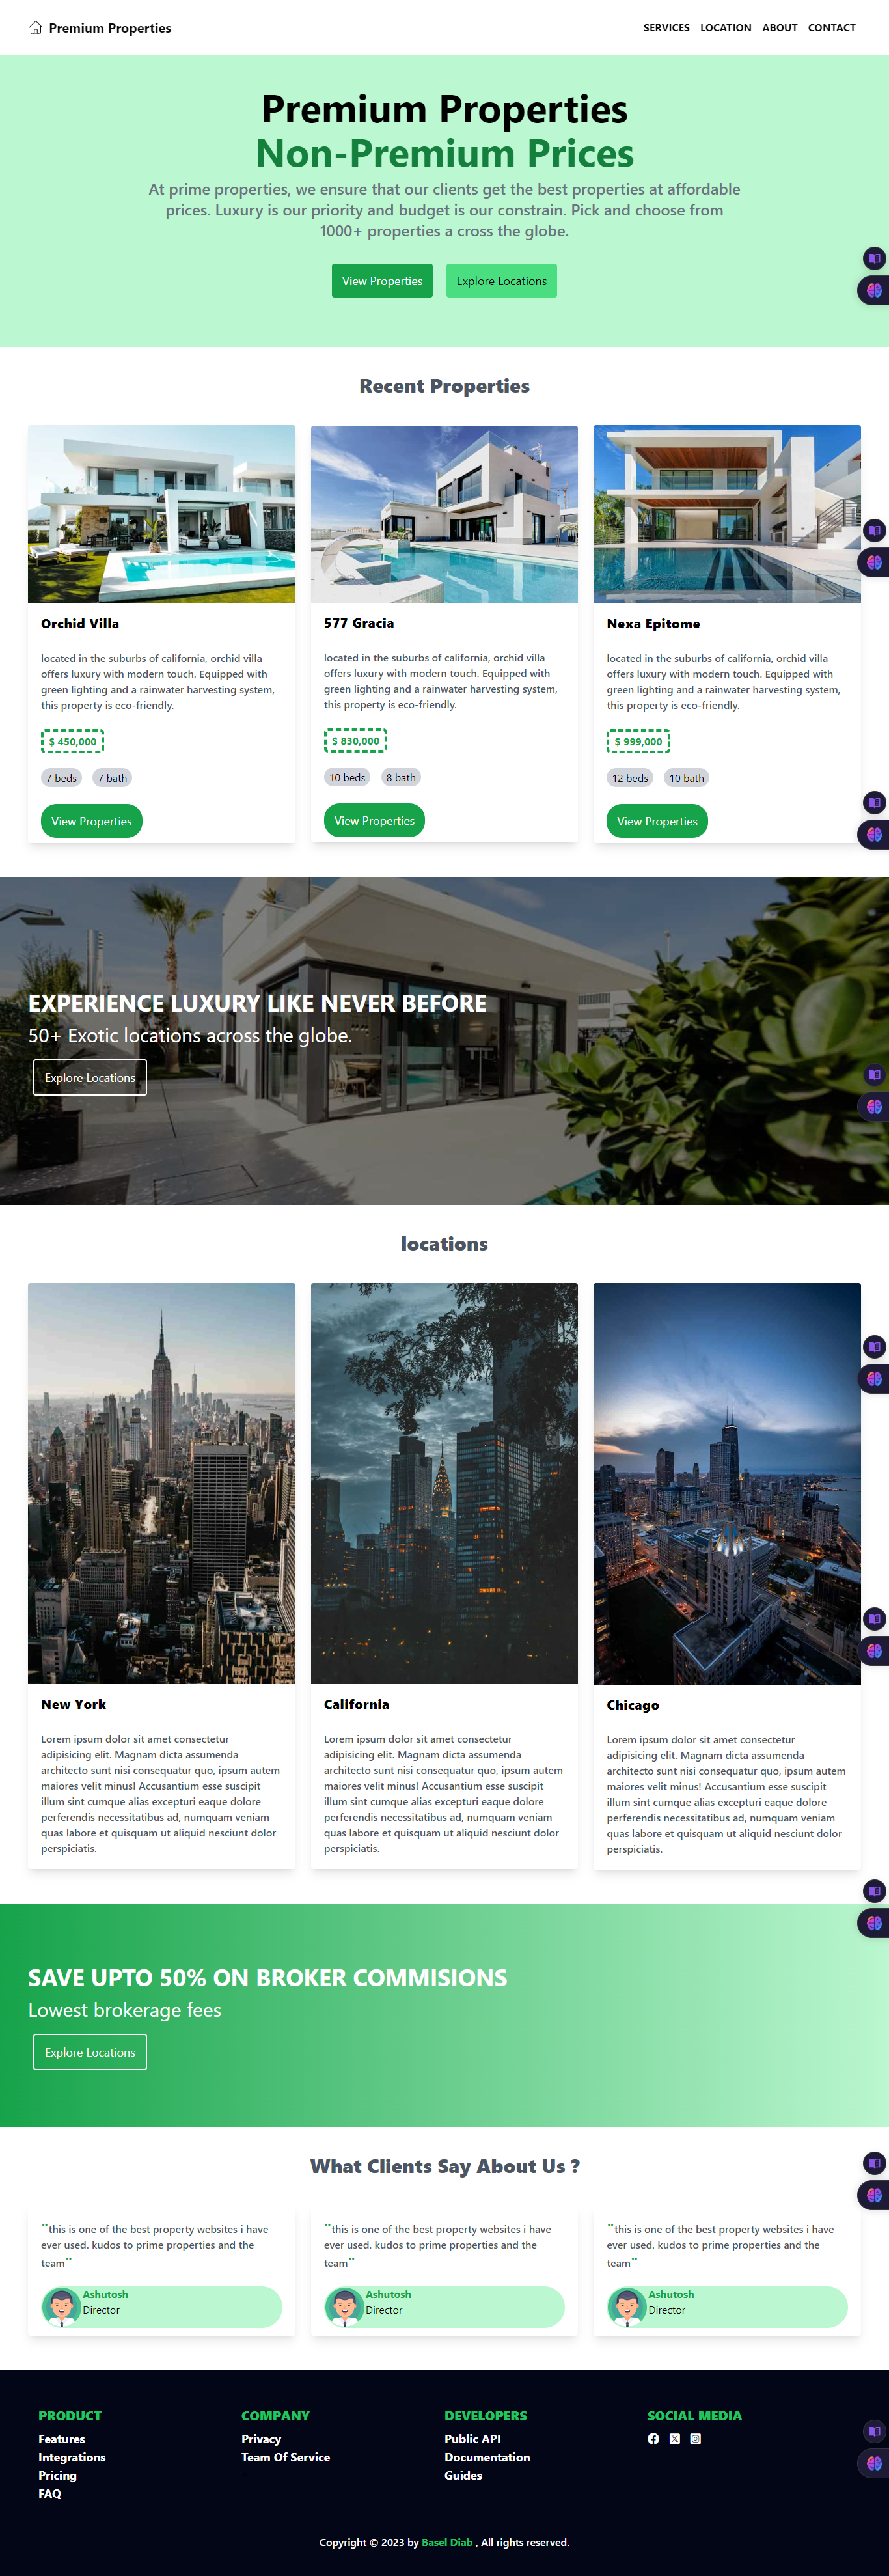 Premium Properties
SERVICES LOCATION ABOUT CONTACT
Premium Properties
Non-Premium Prices
At prime properties, we ensure that our clients get the best properties at affordable
prices. Luxury is our priority and budget is our constrain. Pick and choose from
1000+ properties a cross the globe.
View Properties
Explore Locations
Recent Properties
Orchid Villa
located in the suburbs of california, orchid villa
offers luxury with modern touch. Equipped with
green lighting and a rainwater harvesting system,
this property is eco-friendly.
$ 450,000
7 beds 7 bath
View Properties
577 Gracia
located in the suburbs of california, orchid villa
offers luxury with modern touch. Equipped with
green lighting and a rainwater harvesting system,
this property is eco-friendly.
$ 830,000
10 beds 8 bath
View Properties
Nexa Epitome
located in the suburbs of california, orchid villa
offers luxury with modern touch. Equipped with
green lighting and a rainwater harvesting system,
this property is eco-friendly.
$ 999,000
12 beds 10 bath
View Properties
EXPERIENCE LUXURY LIKE NEVER BEFORE
50+ Exotic locations across the globe.
Explore Locations
locations
New York
Lorem ipsum dolor sit amet consectetur
adipisicing elit. Magnam dicta assumenda
architecto sunt nisi consequatur quo, ipsum autem
maiores velit minus! Accusantium esse suscipit
illum sint cumque alias excepturi eaque dolore
perferendis necessitatibus ad, numquam veniam
quas labore et quisquam ut aliquid nesciunt dolor
perspiciatis.
California
Lorem ipsum dolor sit amet consectetur
adipisicing elit. Magnam dicta assumenda
architecto sunt nisi consequatur quo, ipsum autem
maiores velit minus! Accusantium esse suscipit
illum sint cumque alias excepturi eaque dolore
perferendis necessitatibus ad, numquam veniam
quas labore et quisquam ut aliquid nesciunt dolor
perspiciatis.
Chicago
Lorem ipsum dolor sit amet consectetur
adipisicing elit. Magnam dicta assumenda
architecto sunt nisi consequatur quo, ipsum autem
maiores velit minus! Accusantium esse suscipit
illum sint cumque alias excepturi eaque dolore
perferendis necessitatibus ad, numquam veniam
quas labore et quisquam ut aliquid nesciunt dolor
perspiciatis.
SAVE UPTO 50% ON BROKER COMMISIONS
Lowest brokerage fees
Explore Locations
What Clients Say About Us ?
"this is one of the best property websites i have
ever used. kudos to prime properties and the
team"
Ashutosh
Director
"this is one of the best property websites i have
ever used. kudos to prime properties and the
team"
Ashutosh
Director
"this is one of the best property websites i have
ever used. kudos to prime properties and the
team"
Ashutosh
Director
PRODUCT
Features
Integrations
Pricing
FAQ
COMPANY
Privacy
Team Of Service
DEVELOPERS
Public API
Documentation
Guides
SOCIAL MEDIA
Copyright © 2023 by Basel Diab , All rights reserved.